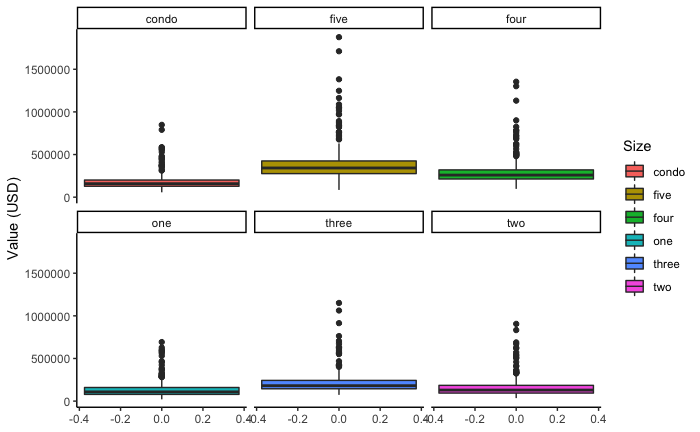 condo five four
1500000
1000000
500000
0
Value (USD)
one three two
1500000
1000000
500000
0
-0.4 -0.2 0.0 0.2 0.4 -0.4 -0.2 0.0 0.2 0.4 -0.4 -0.2 0.0 0.2 0.4
Size
condo
five
four
one
three
two